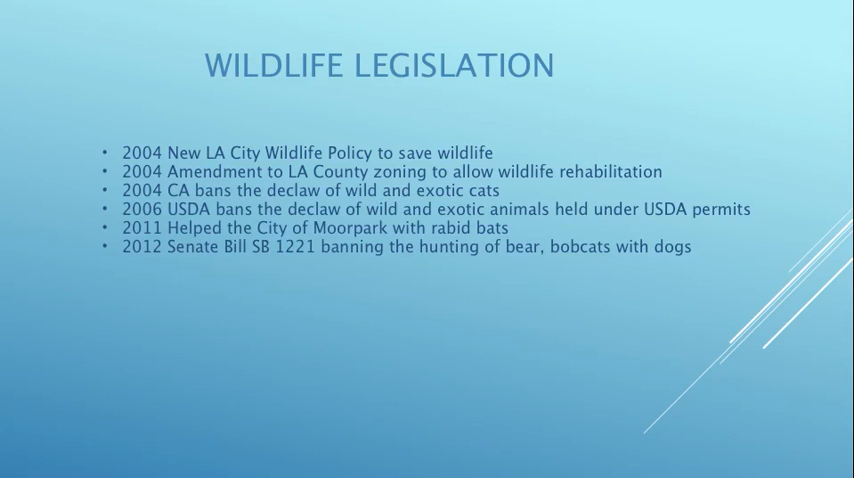 WILDLIFE LEGISLATION
• 2004 New LA City Wildlife Policy to save wildlife
• 2004 Amendment to LA County zoning to allow wildlife rehabilitation
• 2004 CA bans the declaw of wild and exotic cats
• 2006 USDA bans the declaw of wild and exotic animals held under USDA permits
• 2011 Helped the City of Moorpark with rabid bats
• 2012 Senate Bill SB 1221 banning the hunting of bear, bobcats with dogs